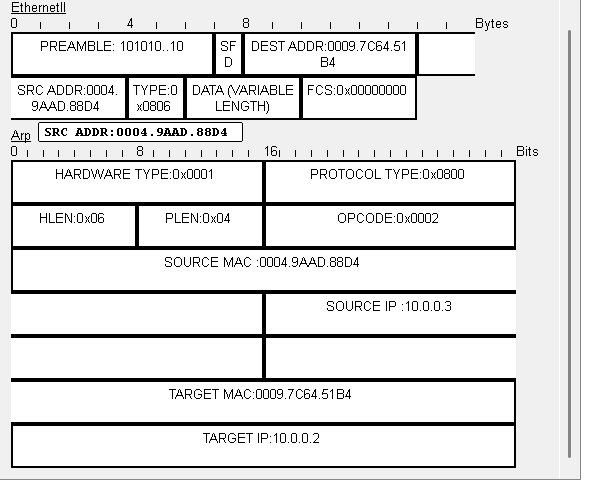 EthernetII
0 4 8 Bytes
PREAMBLE: 101010..10 SF DEST ADDR:0009.7C64.51
D B4
SRC ADDR:0004. TYPE:0 DATA (VARIABLE FCS:0x00000000
9AAD.88D4 x0806 LENGTH)
Arp SRC ADDR:0004.9AAD.88D4
0 8 16 Bits
HARDWARE TYPE:0x0001 PROTOCOL TYPE:0x0800
HLEN:0x06 PLEN:0x04 OPCODE:0x0002
SOURCE MAC :0004.9AAD.88D4
SOURCE IP :10.0.0.3
TARGET MAC:0009.7C64.51B4
TARGET IP:10.0.0.2